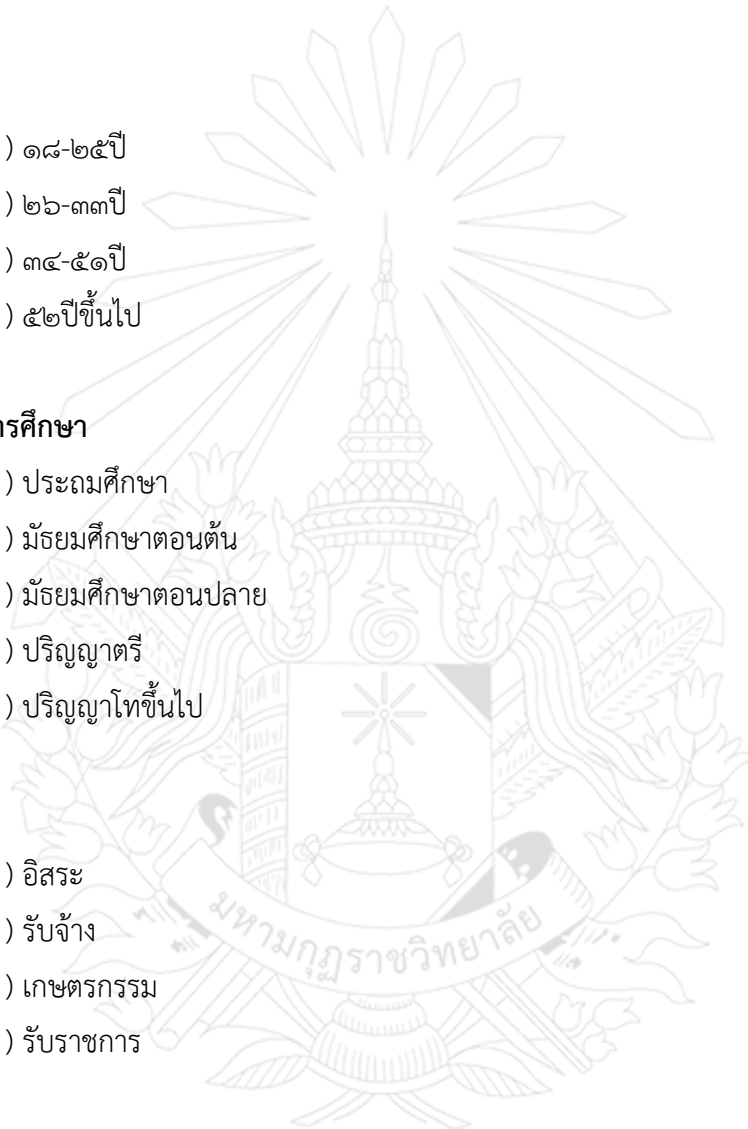 ) ๑๘-๒๕ปี
) ๒๖-๓๓ปี
) ๓๔-๕๑ปี
) ๕๒ปีขึ้นไป
ารศึกษา
) ประถมศึกษา
) มัธยมศึกษาตอนต้น
) มัธยมศึกษาตอนปลาย
) ปริญญาตรี
) ปริญญาโทขึ้นไป
) อิสระ
) รับจ้าง
) เกษตรกรรม
) รับราชการ
มหามกุฏราชวิทยาลัย